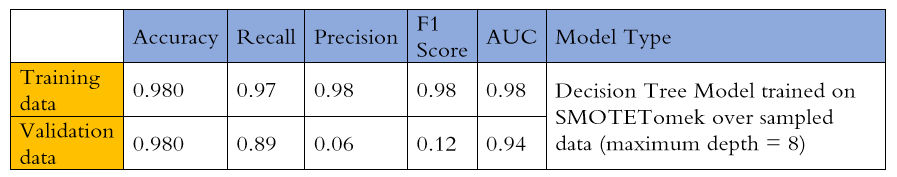 Accuracy Recall Precision F1 Score AUC Model Type
Training data 0.980 0.97 0.98 0.98 0.98 Decision Tree Model trained on
SMOTETomek over sampled
data (maximum depth = 8)
Validation data 0.980 0.89 0.06 0.12 0.94